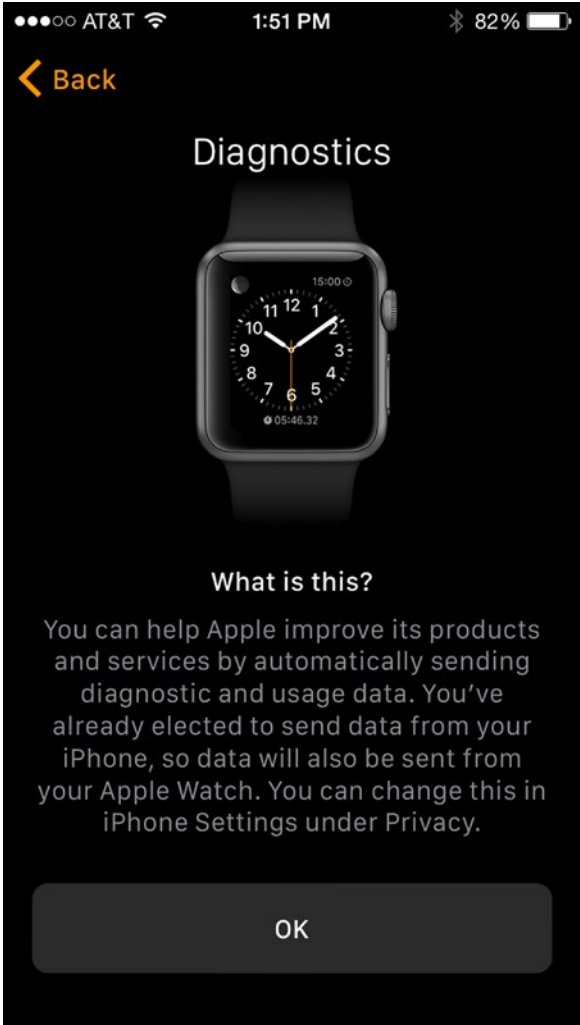 AT&T 1:51 PM 82%
Back
Diagnostics
15:00
12
11 1
10 2
9 3
8 4
7 5
6
05:46.32
What is this?
You can help Apple improve its products
and services by automatically sending
diagnostic and usage data. You’ve
already elected to send data from your
iPhone, so data will also be sent from
your Apple Watch. You can change this in
iPhone Settings under Privacy.
OK